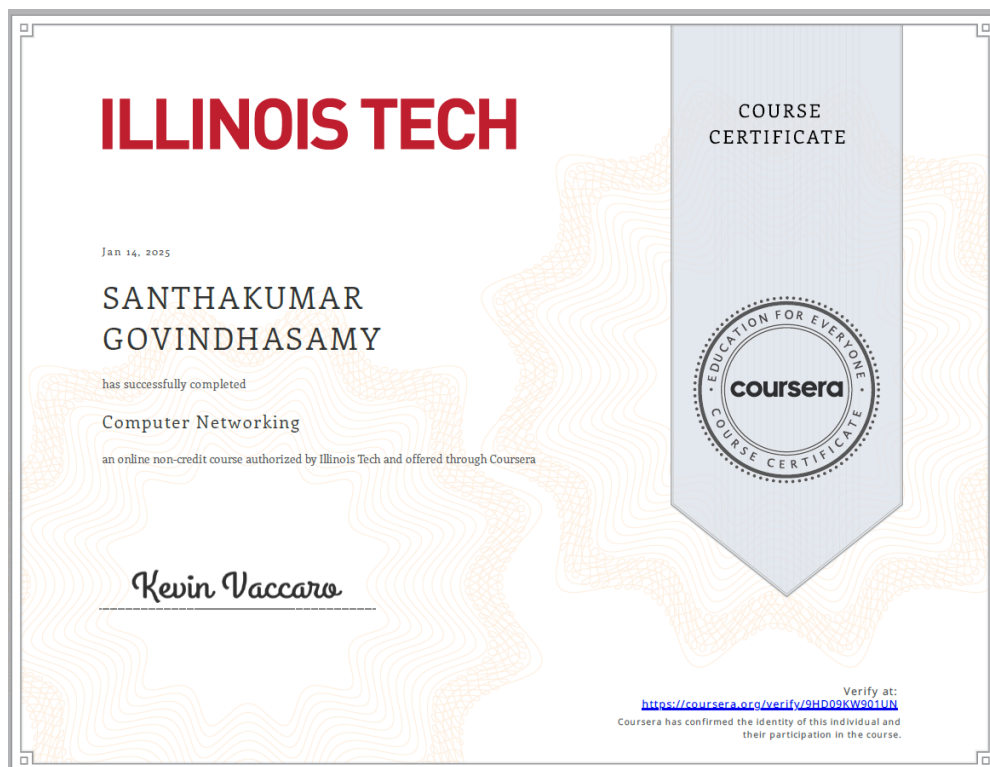 ILLINOIS TECH
COURSE
CERTIFICATE
Jan 14, 2025
SANTHAKUMAR
GOVINDHASAMY
has successfully completed
Computer Networking
an online non-credit course authorized by Illinois Tech and offered through Coursera
EDUCATION FOR EVERYONE
coursera
COURSE CERTIFICATE
Kevin Vaccaro
Verify at:
https://coursera.org/verify/9HD09KW901UN
Coursera has confirmed the identity of this individual and
their participation in the course.